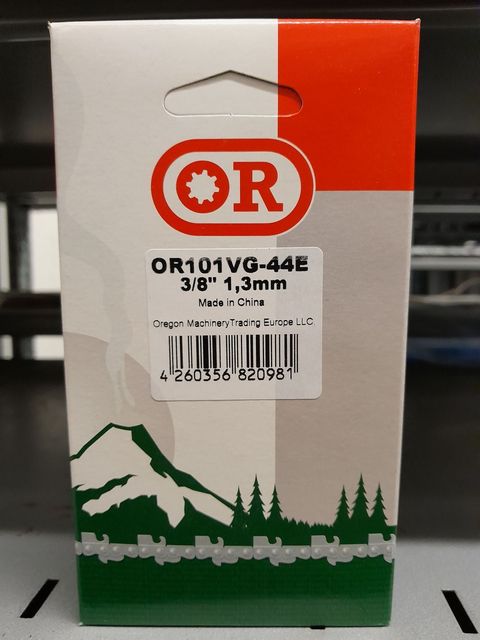 OR
OR101VG-44E
3/8" 1,3mm
Made in China
Oregon MachineryTrading Europe LLC.
4 260356 820981